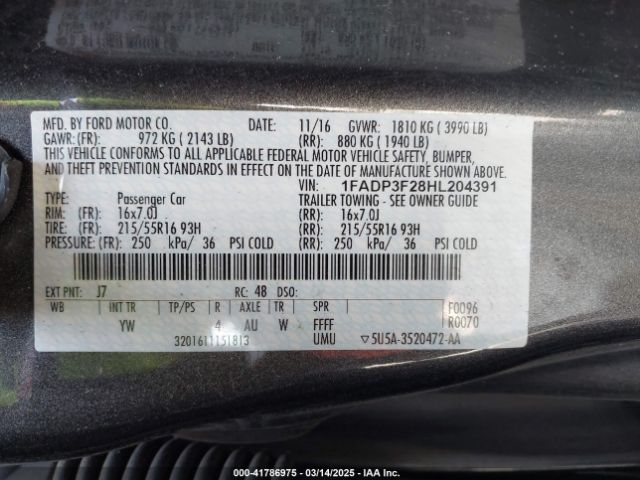 MFD. BY FORD MOTOR CO. DATE: 11/16 GVWR: 1810 KG ( 3990 LB)
GAWR:(FR): 972 KG ( 2143 LB) (RR): 880 KG ( 1940 LB)
THIS VEHICLE CONFORMS TO ALL APPLICABLE FEDERAL MOTOR VEHICLE SAFETY, BUMPER,
AND THEFT PREVENTION STANDARDS IN EFFECT ON THE DATE OF MANUFACTURE SHOWN ABOVE.
VIN: 1FADP3F28HL204391
TYPE: Passenger Car TRAILER TOWING - SEE OWNER GUIDE
RIM: (FR): 16x7.0J (RR): 16x7.0J
TIRE: (FR): 215/55R16 93H (RR): 215/55R16 93H
PRESSURE: (FR): 250 kPa/ 36 PSI COLD (RR): 250 kPa/ 36 PSI COLD
EXT PNT: J7 RC: 48 DSO:
WB INT TR TP/PS R AXLE TR SPR F0096
YW 4 AU W FFFF R0070
3201611151813 UMU ▽5U5A-3520472-AA
000-41786975 - 03/14/2025 - IAA Inc.